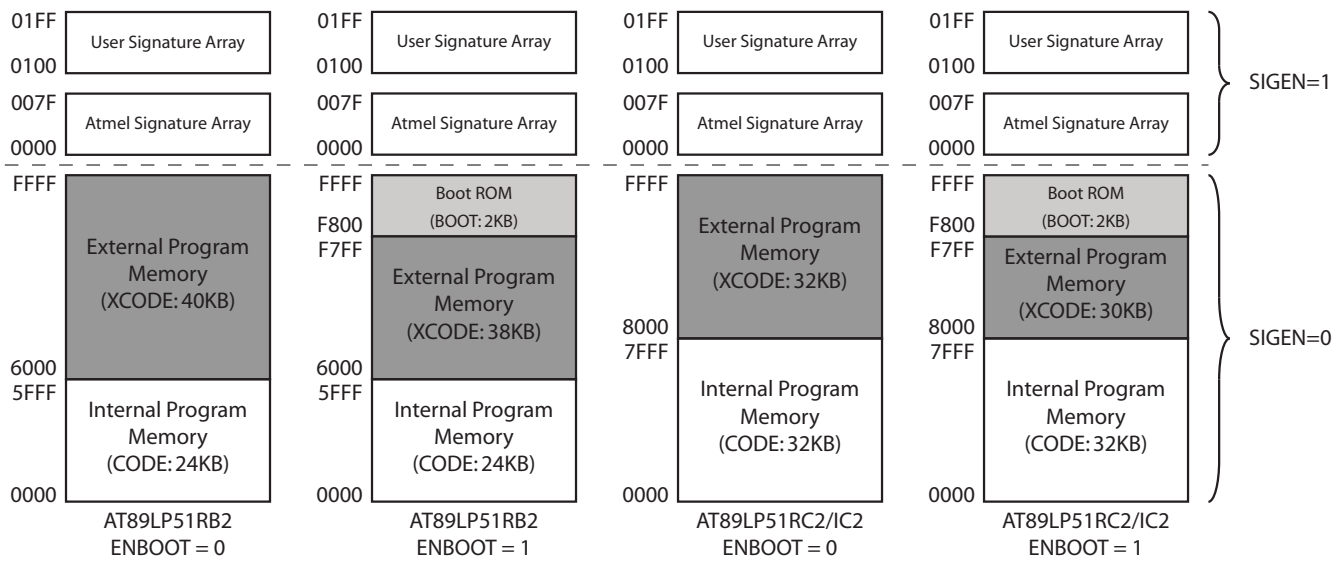 01FF
User Signature Array
0100
007F
Atmel Signature Array
0000
FFFF
External Program
Memory
(XCODE: 40KB)
6000
5FFF
Internal Program
Memory
(CODE: 24KB)
0000
AT89LP51RB2
ENBOOT = 0
01FF
User Signature Array
0100
007F
Atmel Signature Array
0000
FFFF
Boot ROM
(BOOT: 2KB)
F800
F7FF
External Program
Memory
(XCODE: 38KB)
6000
5FFF
Internal Program
Memory
(CODE: 24KB)
0000
AT89LP51RB2
ENBOOT = 1
01FF
User Signature Array
0100
007F
Atmel Signature Array
0000
FFFF
External Program
Memory
(XCODE: 32KB)
8000
7FFF
Internal Program
Memory
(CODE: 32KB)
0000
AT89LP51RC2/IC2
ENBOOT = 0
01FF
User Signature Array
0100
007F
Atmel Signature Array
0000
FFFF
Boot ROM
(BOOT: 2KB)
F800
F7FF
External Program
Memory
(XCODE: 30KB)
8000
7FFF
Internal Program
Memory
(CODE: 32KB)
0000
AT89LP51RC2/IC2
ENBOOT = 1
SIGEN=1
SIGEN=0